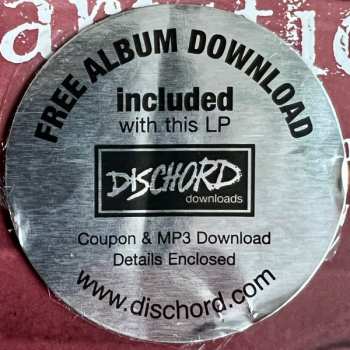 FREE ALBUM DOWNLOAD
included
with this LP
DISCHORD
downloads
Coupon & MP3 Download
Details Enclosed
www.dischord.com